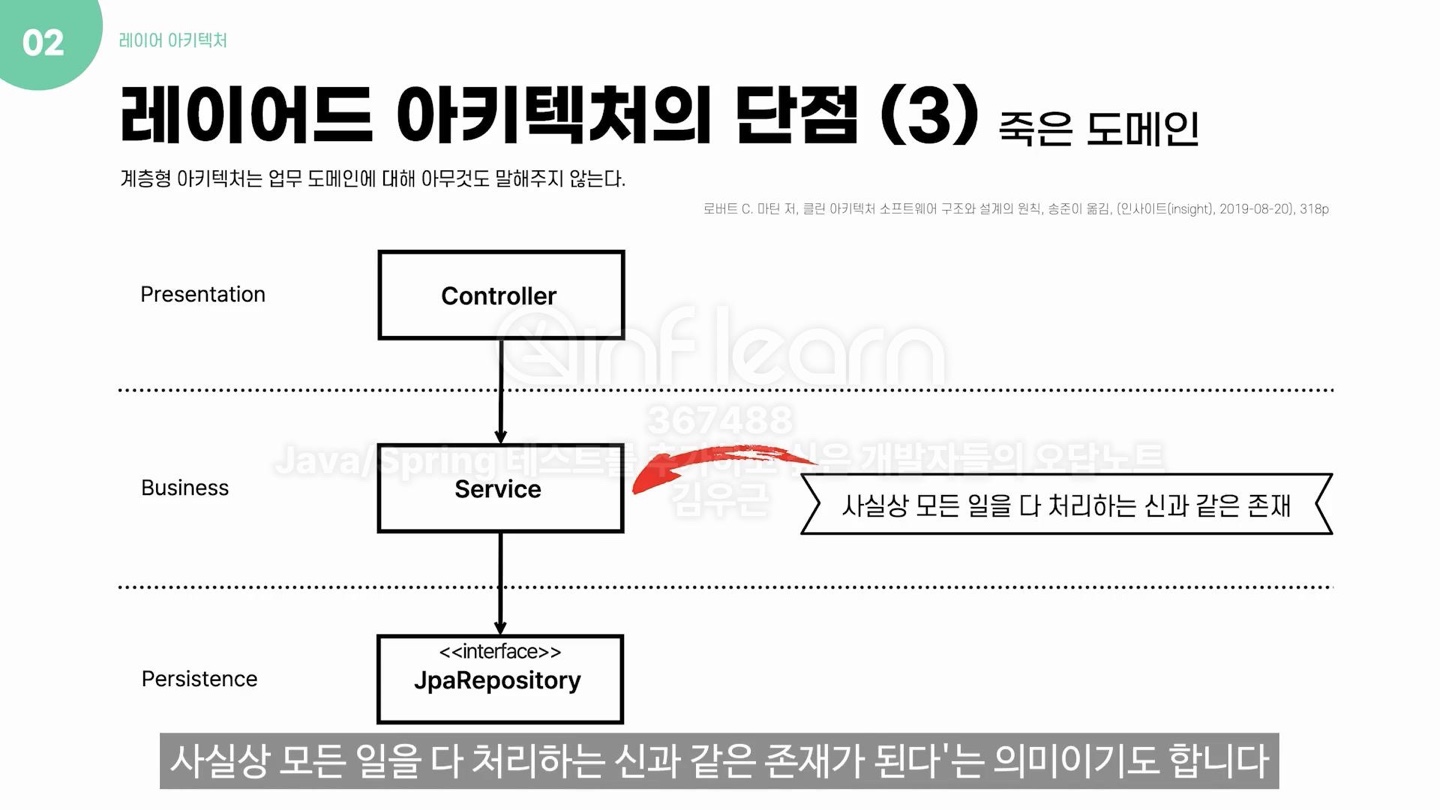 02
레이어 아키텍처
레이어드 아키텍처의 단점 (3) 죽은 도메인
계층형 아키텍처는 업무 도메인에 대해 아무것도 말해주지 않는다.
로버트 C. 마틴 저, 클린 아키텍처 소프트웨어 구조와 설계의 원칙, 송준이 옮김, (인사이트(insight), 2019-08-20), 318p
Presentation
Controller
inflearn
367488
Java/Spring 테스트를 추가하고 싶은 개발자들의 오답노트
김우근
Business
Service
사실상 모든 일을 다 처리하는 신과 같은 존재
Persistence
<<interface>>
JpaRepository
사실상 모든 일을 다 처리하는 신과 같은 존재가 된다'는 의미이기도 합니다